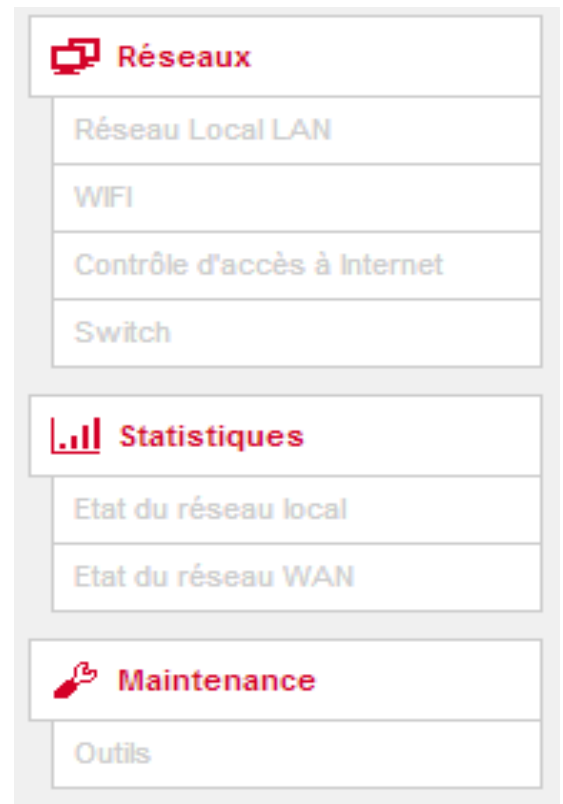 Réseaux
Réseau Local LAN
WIFI
Contrôle d'accès à Internet
Switch
Statistiques
Etat du réseau local
Etat du réseau WAN
Maintenance
Outils